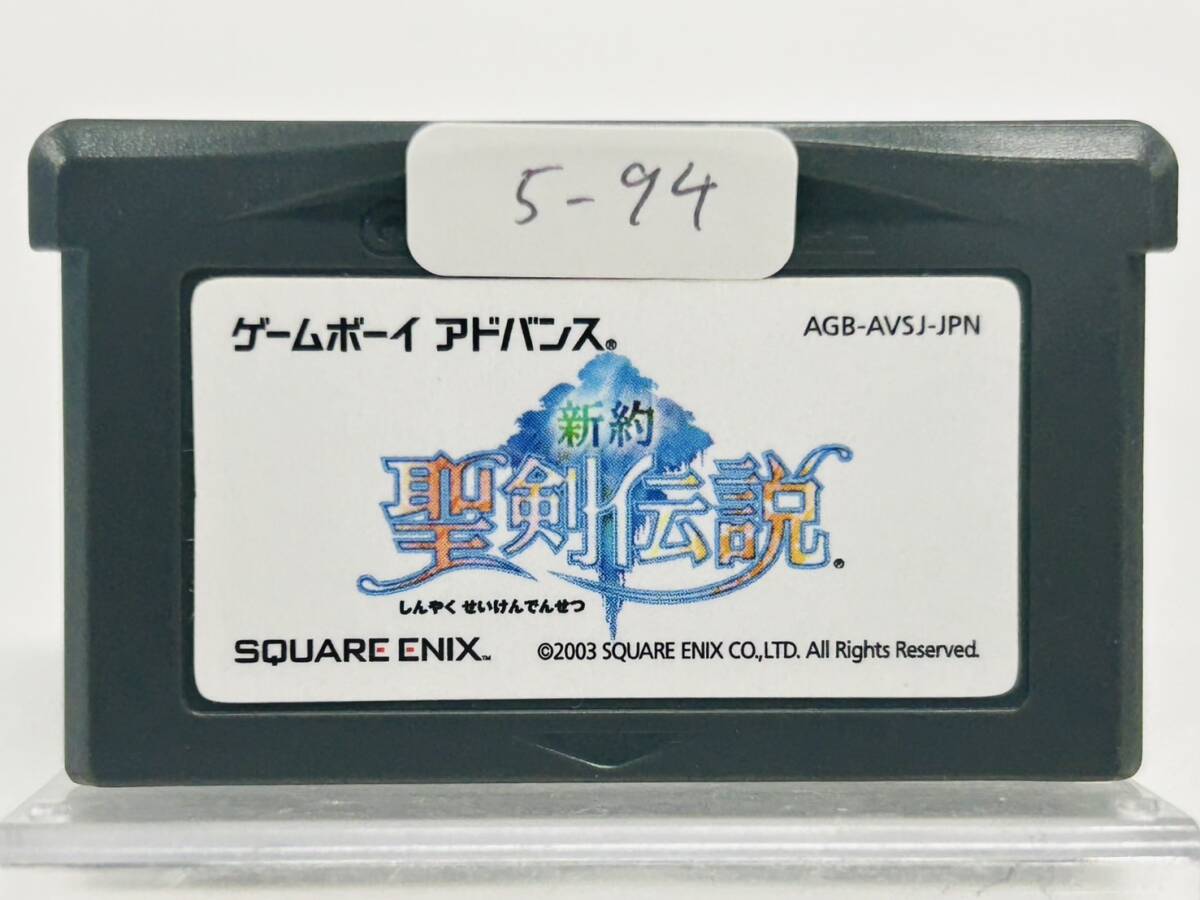 5-94
ゲームボーイ アドバンス®
AGB-AVSJ-JPN
新約
聖剣伝説®
しんやく せいけんでんせつ
SQUARE ENIX™
©2003 SQUARE ENIX CO.,LTD. All Rights Reserved.